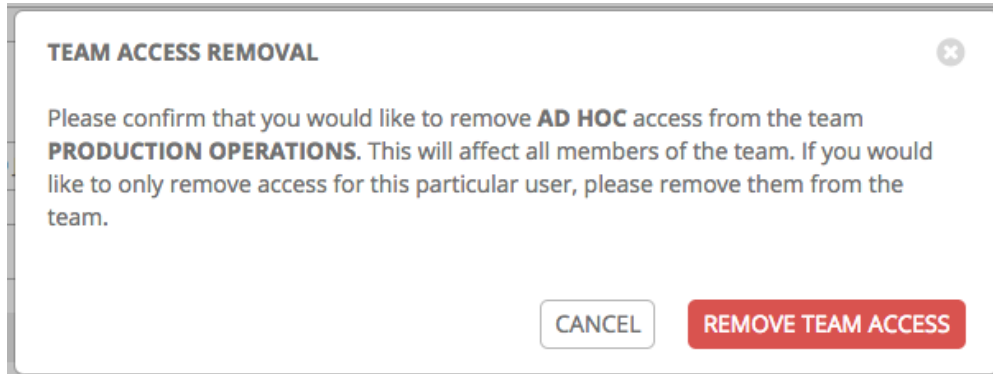 TEAM ACCESS REMOVAL
Please confirm that you would like to remove AD HOC access from the team
PRODUCTION OPERATIONS. This will affect all members of the team. If you would
like to only remove access for this particular user, please remove them from the
team.
CANCEL
REMOVE TEAM ACCESS